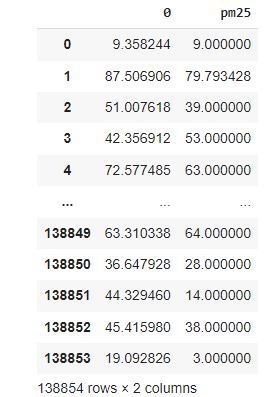 0 pm25
0 9.358244 9.000000
1 87.506906 79.793428
2 51.007618 39.000000
3 42.356912 53.000000
4 72.577485 63.000000
... ... ...
138849 63.310338 64.000000
138850 36.647928 28.000000
138851 44.329460 14.000000
138852 45.415980 38.000000
138853 19.092826 3.000000
138854 rows × 2 columns